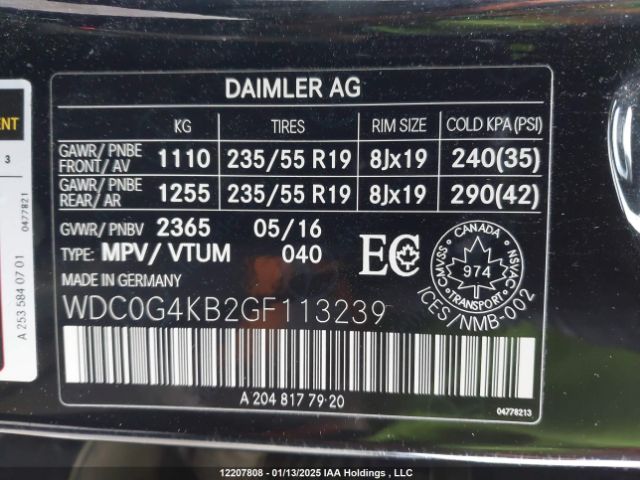 DAIMLER AG
KG TIRES RIM SIZE COLD KPA(PSI)
GAWR/ PNBE
FRONT/ AV 1110 235/55 R19 8Jx19 240(35)
GAWR/ PNBE
REAR/ AR 1255 235/55 R19 8Jx19 290(42)
GVWR/ PNBV 2365 05/16
TYPE: MPV/ VTUM 040
MADE IN GERMANY
WDC0G4KB2GF113239
A 204 817 79 20
04778213
EC
CANADA
CMVSS
NSVAC
974
TRANSPORT
ICES/NMB-002
ENT
3
0477821
A 253 584 07 01
12207808 - 01/13/2025 IAA Holdings , LLC